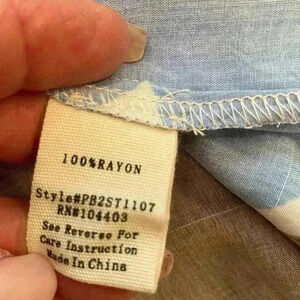 100%RAYON
Style#PB2ST1107
RN#104403
See Reverse For
Care Instruction
Made In China